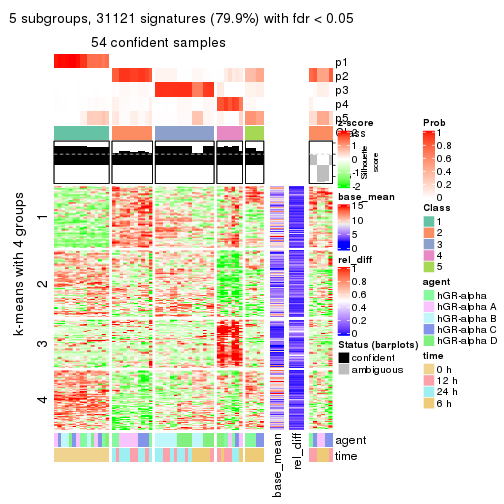 5 subgroups, 31121 signatures (79.9%) with fdr < 0.05
54 confident samples
p1
p2
p3
p4
p5
Class
Silhouette
score
1
2
3
4
k-means with 4 groups
agent
time
base_mean
rel_diff
z-score
2
1
0
-1
-2
base_mean
15
10
5
0
rel_diff
1
0.8
0.6
0.4
0.2
0
Status (barplots)
confident
ambiguous
Prob
1
0.8
0.6
0.4
0.2
0
Class
1
2
3
4
5
agent
hGR-alpha
hGR-alpha A
hGR-alpha B
hGR-alpha C
hGR-alpha D
time
0 h
12 h
24 h
6 h